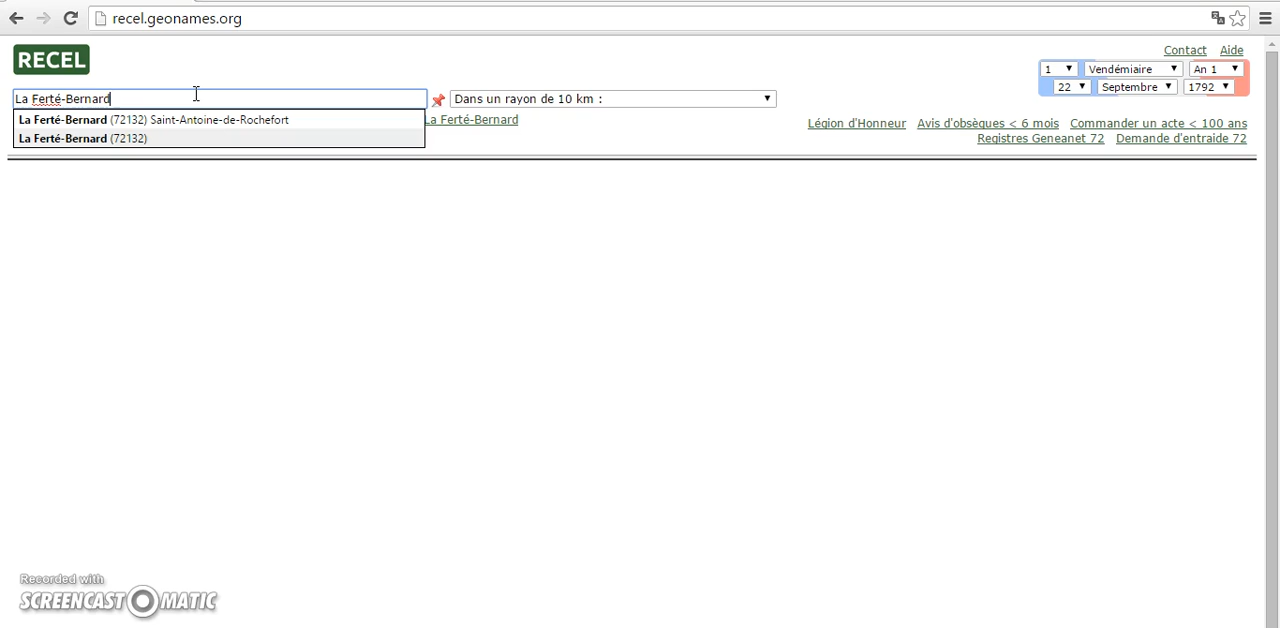 recel.geonames.org
RECEL
Contact Aide
1 Vendémiaire An 1
22 Septembre 1792
La Ferté-Bernard
Dans un rayon de 10 km :
La Ferté-Bernard (72132) Saint-Antoine-de-Rochefort
La Ferté-Bernard (72132)
La Ferté-Bernard
Légion d'Honneur Avis d'obsèques < 6 mois Commander un acte < 100 ans
Registres Geneanet 72 Demande d'entraide 72
Recorded with
SCREENCAST-O-MATIC